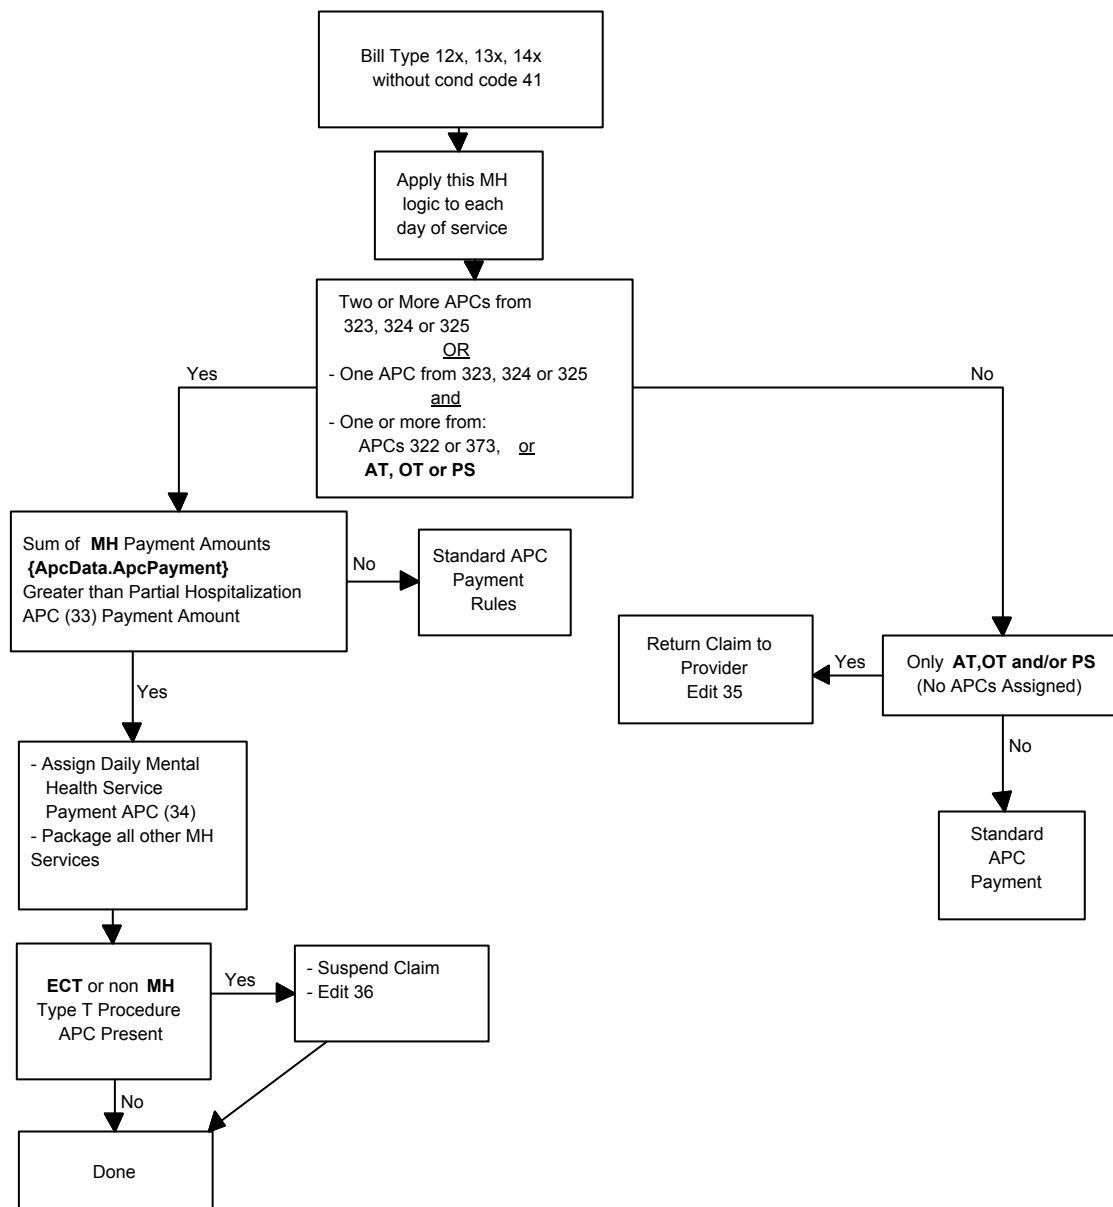 Bill Type 12x, 13x, 14x
without cond code 41
Apply this MH
logic to each
day of service
Two or More APCs from
323, 324 or 325
OR
- One APC from 323, 324 or 325
and
- One or more from:
APCs 322 or 373, or
AT, OT or PS
Yes
No
Sum of MH Payment Amounts
{ApcData.ApcPayment}
Greater than Partial Hospitalization
APC (33) Payment Amount
No
Standard APC
Payment
Rules
Return Claim to
Provider
Edit 35
Yes
Only AT,OT and/or PS
(No APCs Assigned)
Yes
No
- Assign Daily Mental
Health Service
Payment APC (34)
- Package all other MH
Services
Standard
APC
Payment
ECT or non MH
Type T Procedure
APC Present
Yes
- Suspend Claim
- Edit 36
No
Done